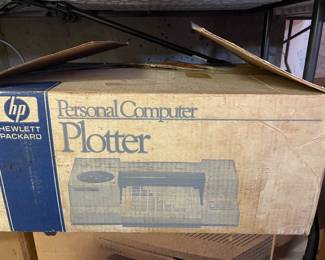 hp
HEWLETT
PACKARD
Personal Computer
Plotter